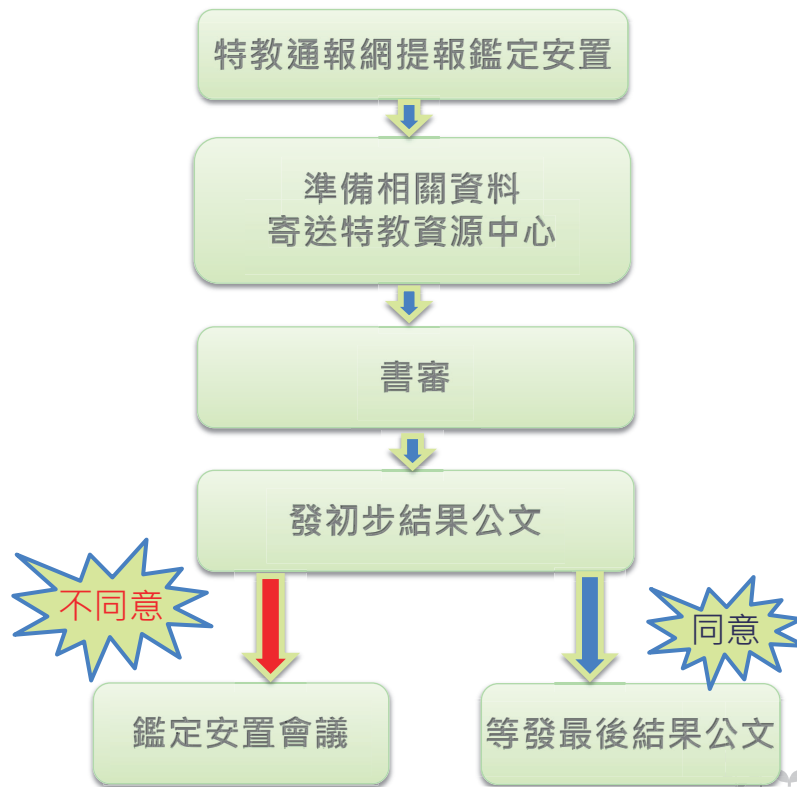 特教通報網提報鑑定安置
準備相關資料
寄送特教資源中心
書審
發初步結果公文
不同意
同意
鑑定安置會議
等發最後結果公文